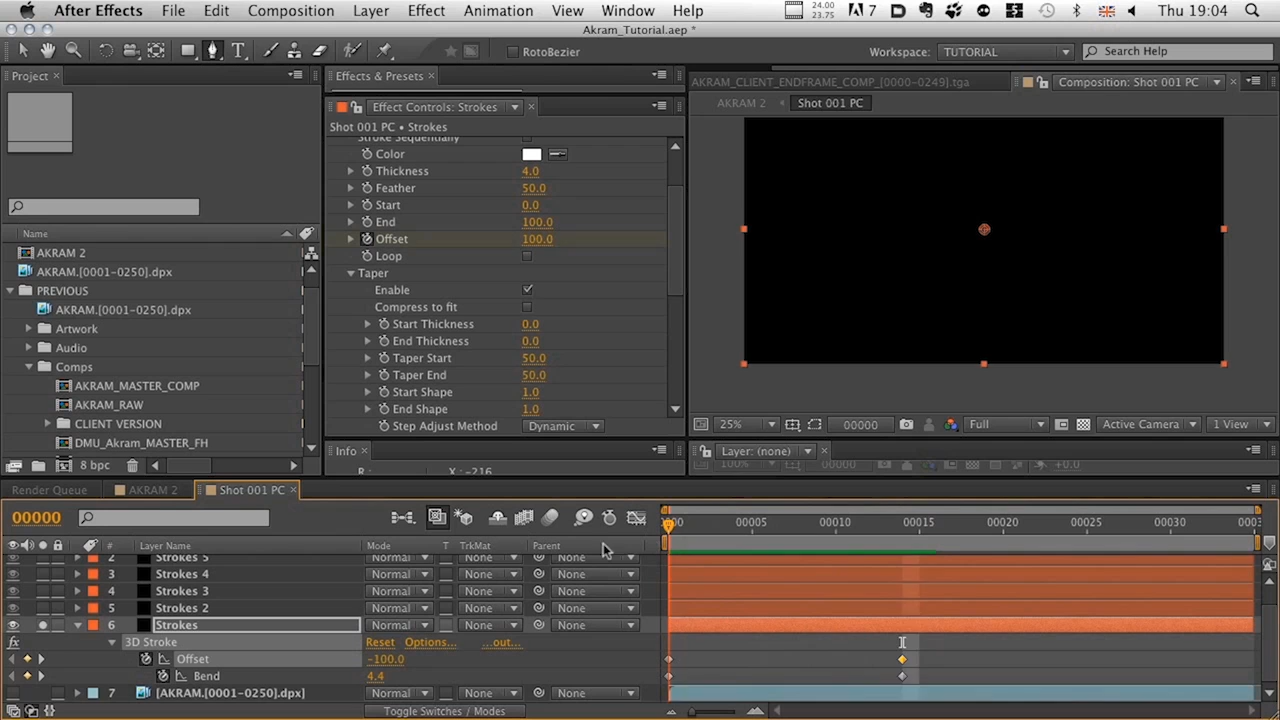 After Effects File Edit Composition Layer Effect Animation View Window Help 24.00 23.75 7 Thu 19:04
Akram_Tutorial.aep *
RotoBezier Workspace: TUTORIAL Search Help
Project Effects & Presets AKRAM_CLIENT_ENDFRAME_COMP_[0000-0249].tga Composition: Shot 001 PC
Effect Controls: Strokes AKRAM 2 Shot 001 PC
Shot 001 PC • Strokes
Stroke Sequentially
Color
Thickness 4.0
Feather 50.0
Start 0.0
End 100.0
Name
Offset 100.0
AKRAM 2
Loop
AKRAM.[0001-0250].dpx
Taper
PREVIOUS
Enable
AKRAM.[0001-0250].dpx
Compress to fit
Artwork
Start Thickness 0.0
Audio
End Thickness 0.0
Comps
Taper Start 50.0
AKRAM_MASTER_COMP
Taper End 50.0
AKRAM_RAW
Start Shape 1.0
CLIENT VERSION
End Shape 1.0
DMU_Akram_MASTER_FH
Step Adjust Method Dynamic
25% 00000 Full Active Camera 1 View
8 bpc
Info Layer: (none)
R: X: -216 100% 00000 +0.0
Render Queue AKRAM 2 Shot 001 PC
00000 :00 00005 00010 00015 00020 00025 00030 0003
# Layer Name Mode T TrkMat Parent
2 Strokes 5 Normal None None
3 Strokes 4 Normal None None
4 Strokes 3 Normal None None
5 Strokes 2 Normal None None
6 Strokes Normal None None
fx 3D Stroke Reset Options... ...out...
Offset -100.0
Bend 4.4
7 [AKRAM.[0001-0250].dpx] Normal None None
Toggle Switches / Modes